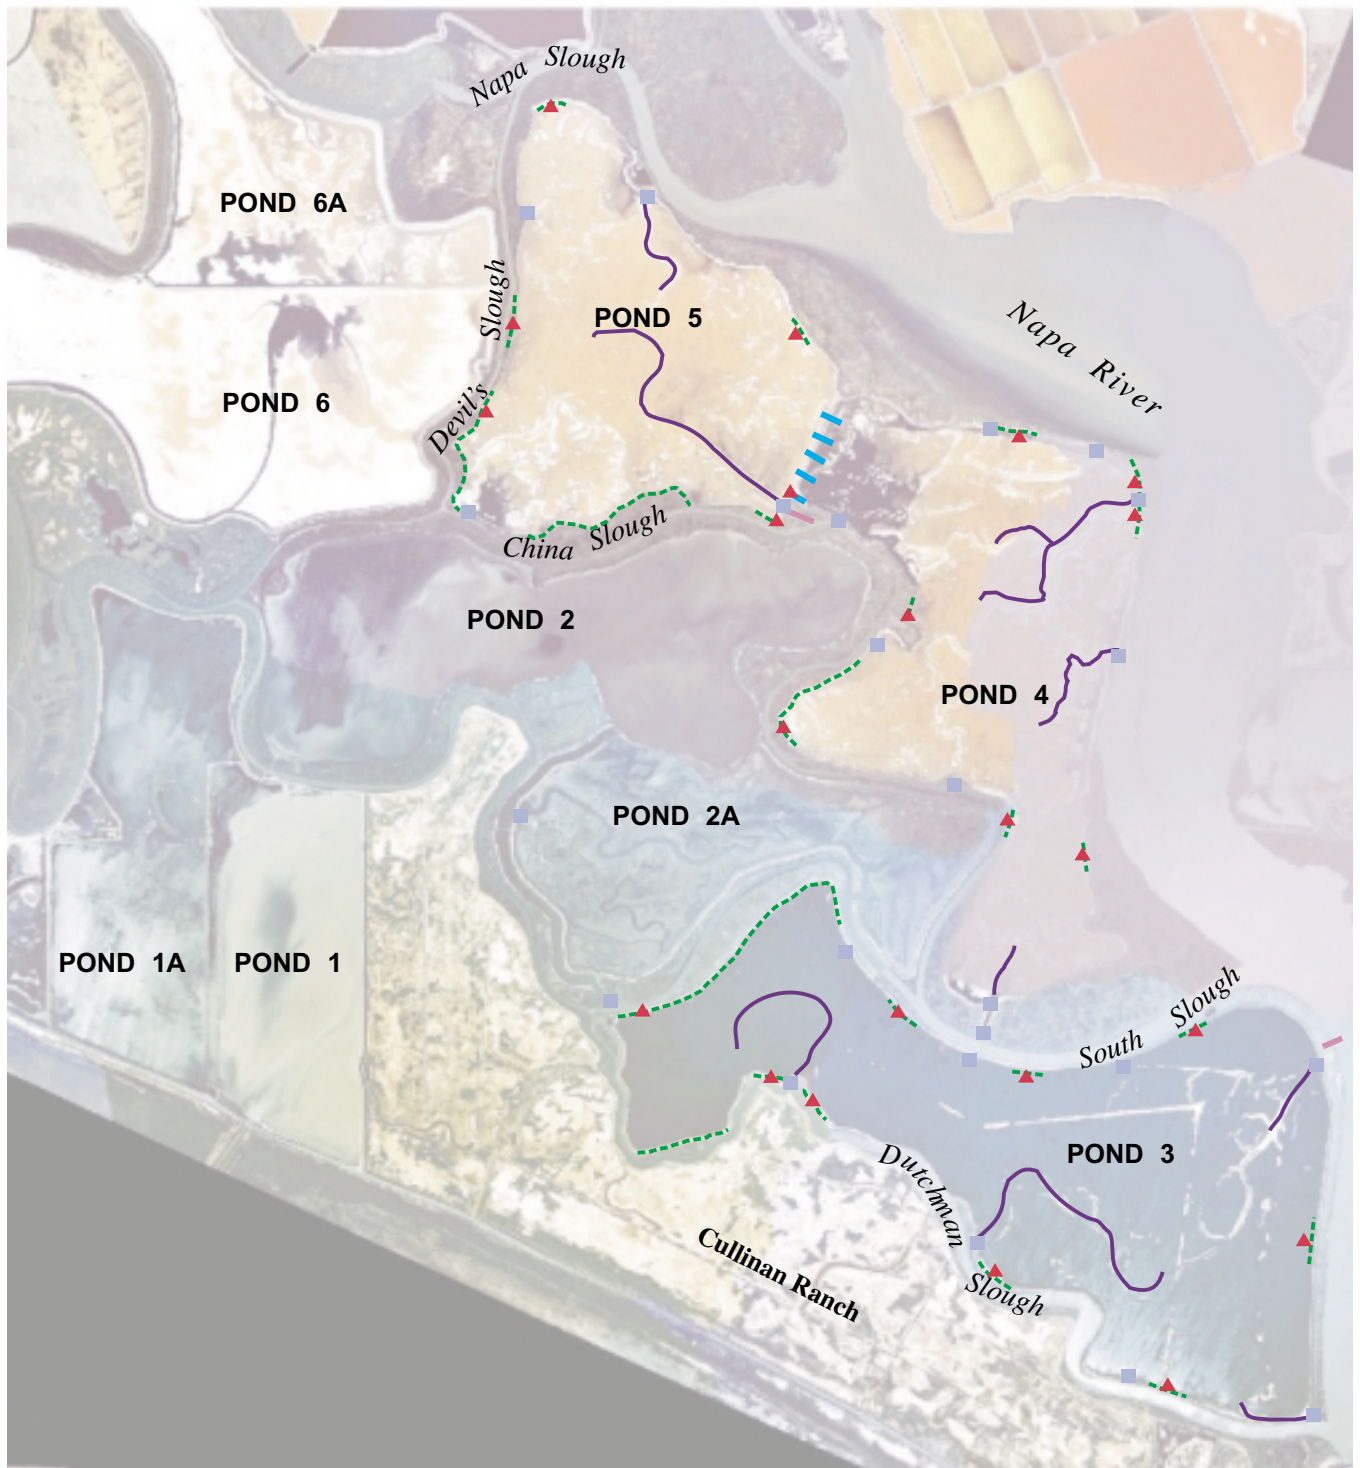 Napa Slough
POND 6A
Devil's Slough
POND 5
Napa River
POND 6
China Slough
POND 2
POND 4
POND 2A
POND 1A
POND 1
South Slough
POND 3
Dutchman Slough
Cullinan Ranch